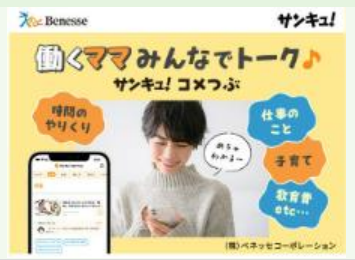 Benesse
サンキュ!
働くママみんなでトーク♪
サンキュ! コメつぶ
時間の
やりくり
めちゃ
わかるー
仕事の
こと
子育て
教育費
etc…
(株)ベネッセコーポレーション